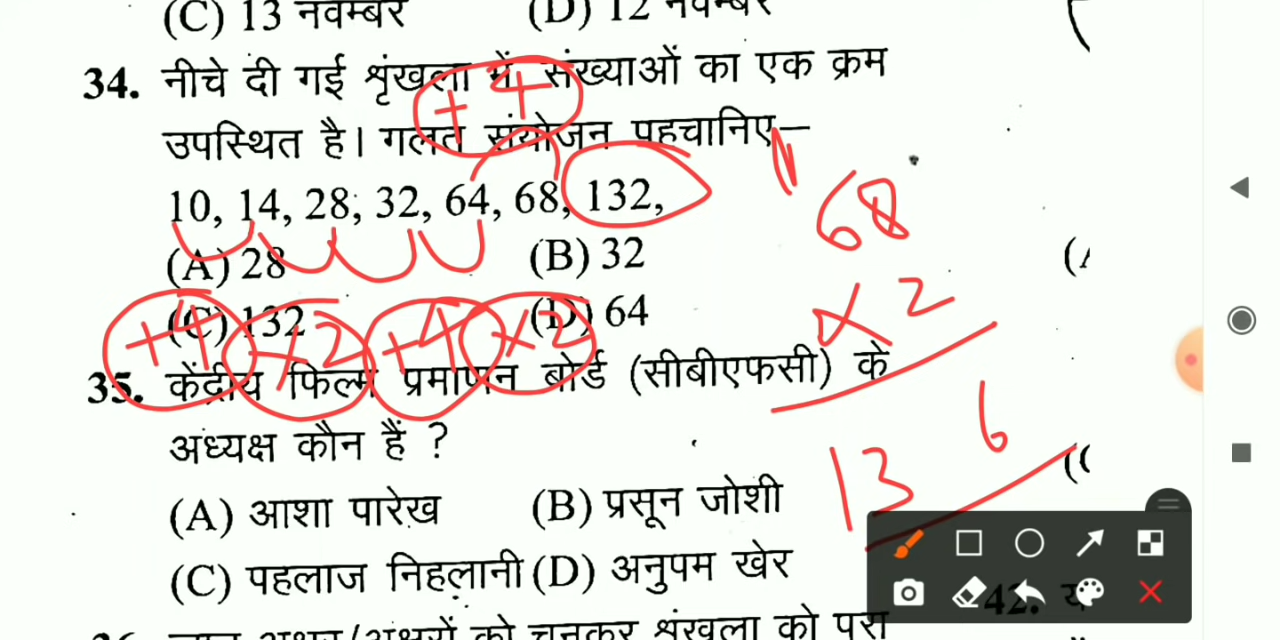 (C) 13 नवम्बर (D) 12 नवम्बर
34. नीचे दी गई शृंखला में संख्याओं का एक क्रम
उपस्थित है। गलत संयोजन पहचानिए—
10, 14, 28, 32, 64, 68, 132,
(A) 28 (B) 32
(C) 132 (D) 64
35. केंद्रीय फिल्म प्रमाणन बोर्ड (सीबीएफसी) के
अध्यक्ष कौन हैं ?
(A) आशा पारेख (B) प्रसून जोशी
(C) पहलाज निहलानी (D) अनुपम खेर
+4
+4 ×2 +4 ×2
68
×2
136
42.